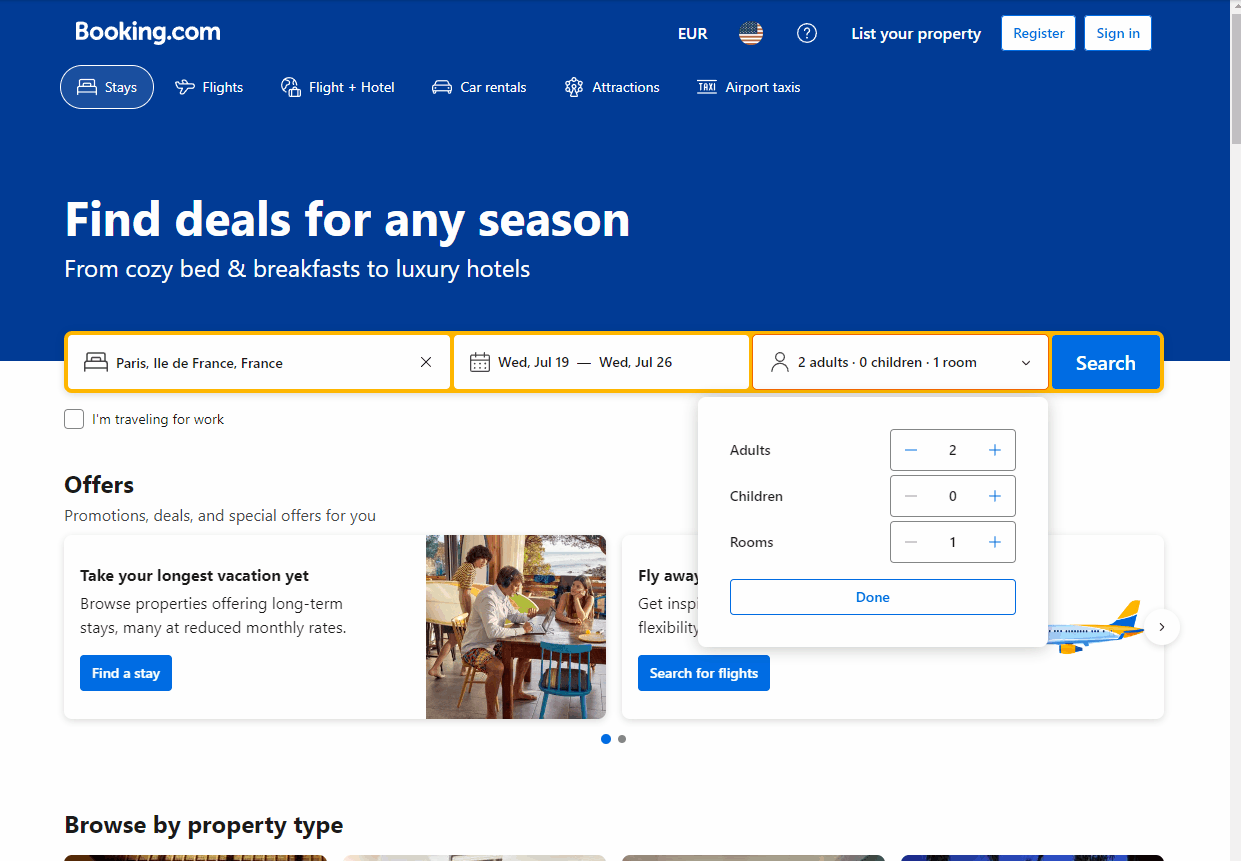 Booking.com
EUR
List your property
Register
Sign in
Stays
Flights
Flight + Hotel
Car rentals
Attractions
TAXI
Airport taxis
Find deals for any season
From cozy bed & breakfasts to luxury hotels
Paris, Ile de France, France
Wed, Jul 19 — Wed, Jul 26
2 adults · 0 children · 1 room
Search
I'm traveling for work
Adults
2
Children
0
Rooms
1
Done
Offers
Promotions, deals, and special offers for you
Take your longest vacation yet
Browse properties offering long-term
stays, many at reduced monthly rates.
Find a stay
Fly away
Get
flexibility
Search for flights
Browse by property type